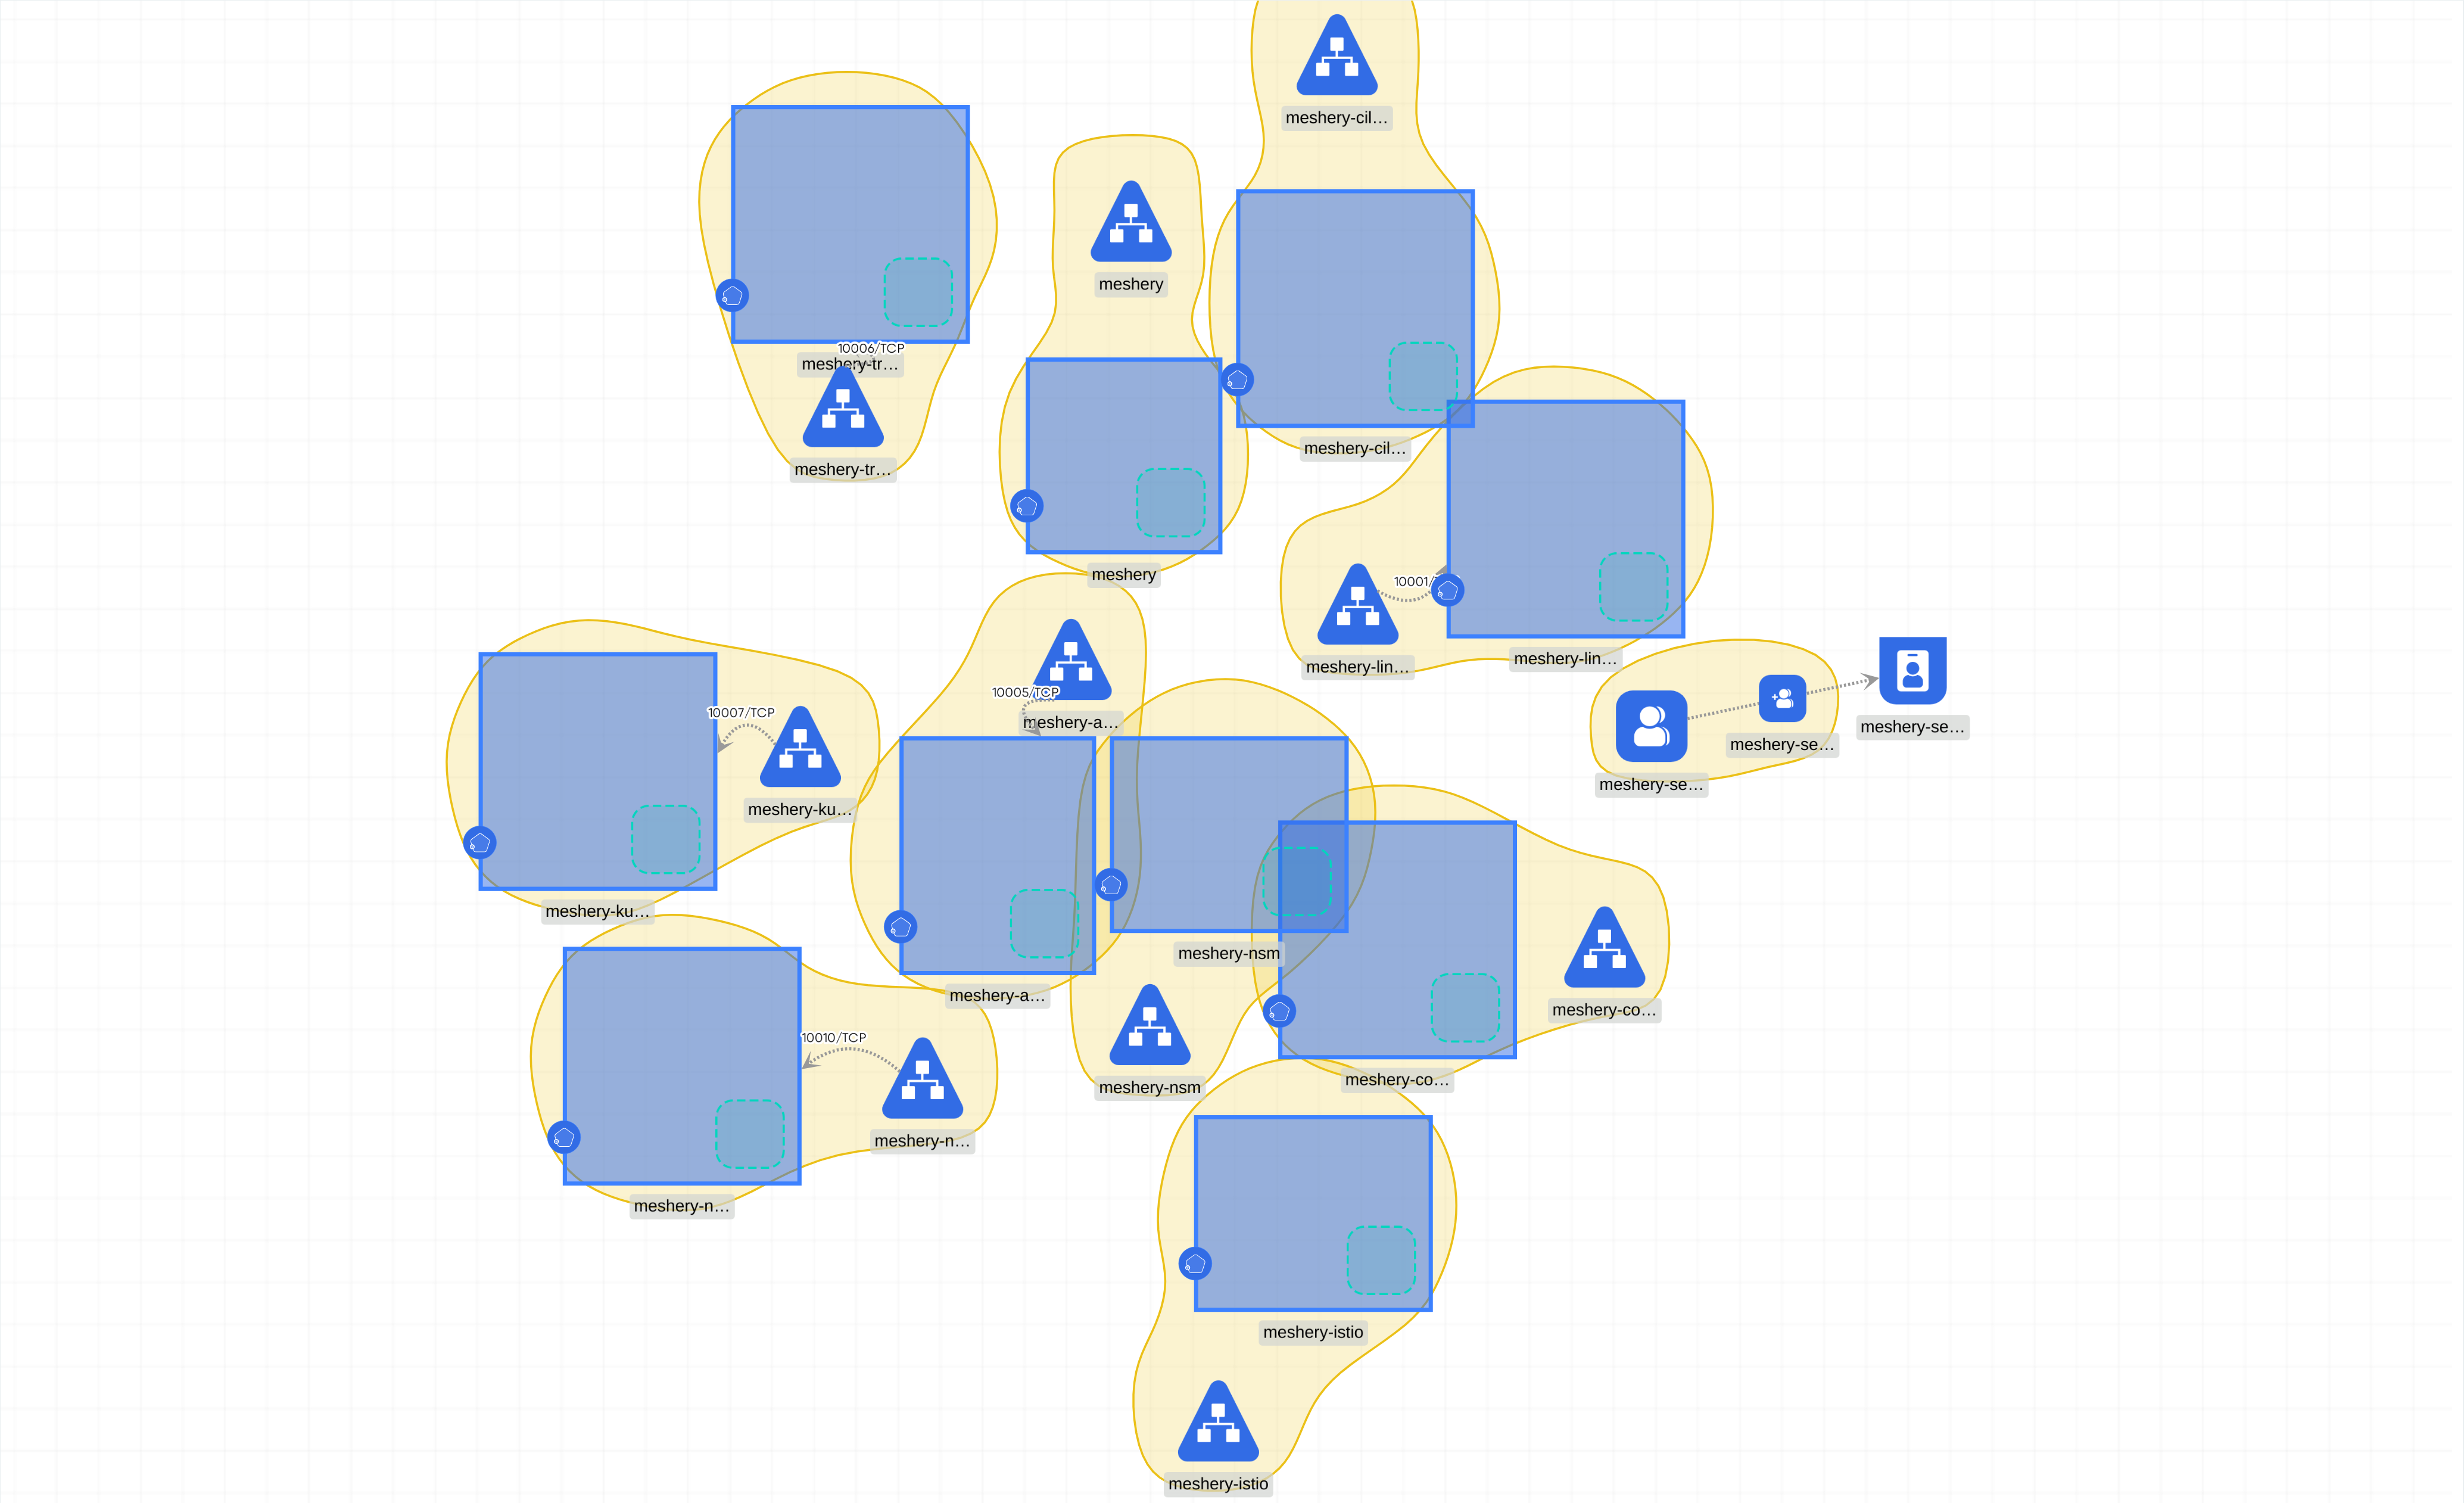 meshery-cil…
meshery
10006/TCP
meshery-tr…
meshery-cil…
meshery-tr…
meshery
10001/
meshery-lin…
meshery-lin…
10005/TCP
10007/TCP
meshery-a…
meshery-se…
meshery-se…
meshery-se…
meshery-ku…
meshery-ku…
meshery-nsm
meshery-a…
meshery-co…
10010/TCP
meshery-co…
meshery-nsm
meshery-n…
meshery-n…
meshery-istio
meshery-istio